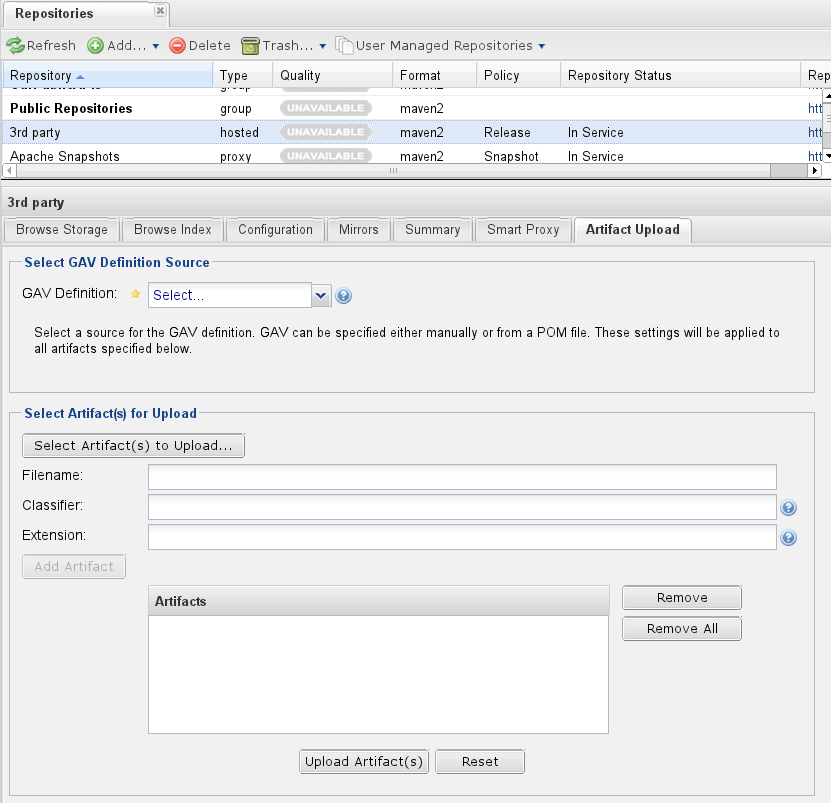 Repositories
Refresh Add... Delete Trash... User Managed Repositories
Repository Type Quality Format Policy Repository Status Rep
group maven2
Public Repositories group UNAVAILABLE maven2 htt
3rd party hosted UNAVAILABLE maven2 Release In Service htt
Apache Snapshots proxy UNAVAILABLE maven2 Snapshot In Service htt
3rd party
Browse Storage Browse Index Configuration Mirrors Summary Smart Proxy Artifact Upload
Select GAV Definition Source
GAV Definition: Select...
Select a source for the GAV definition. GAV can be specified either manually or from a POM file. These settings will be applied to
all artifacts specified below.
Select Artifact(s) for Upload
Select Artifact(s) to Upload...
Filename:
Classifier:
Extension:
Add Artifact
Artifacts Remove
Remove All
Upload Artifact(s) Reset